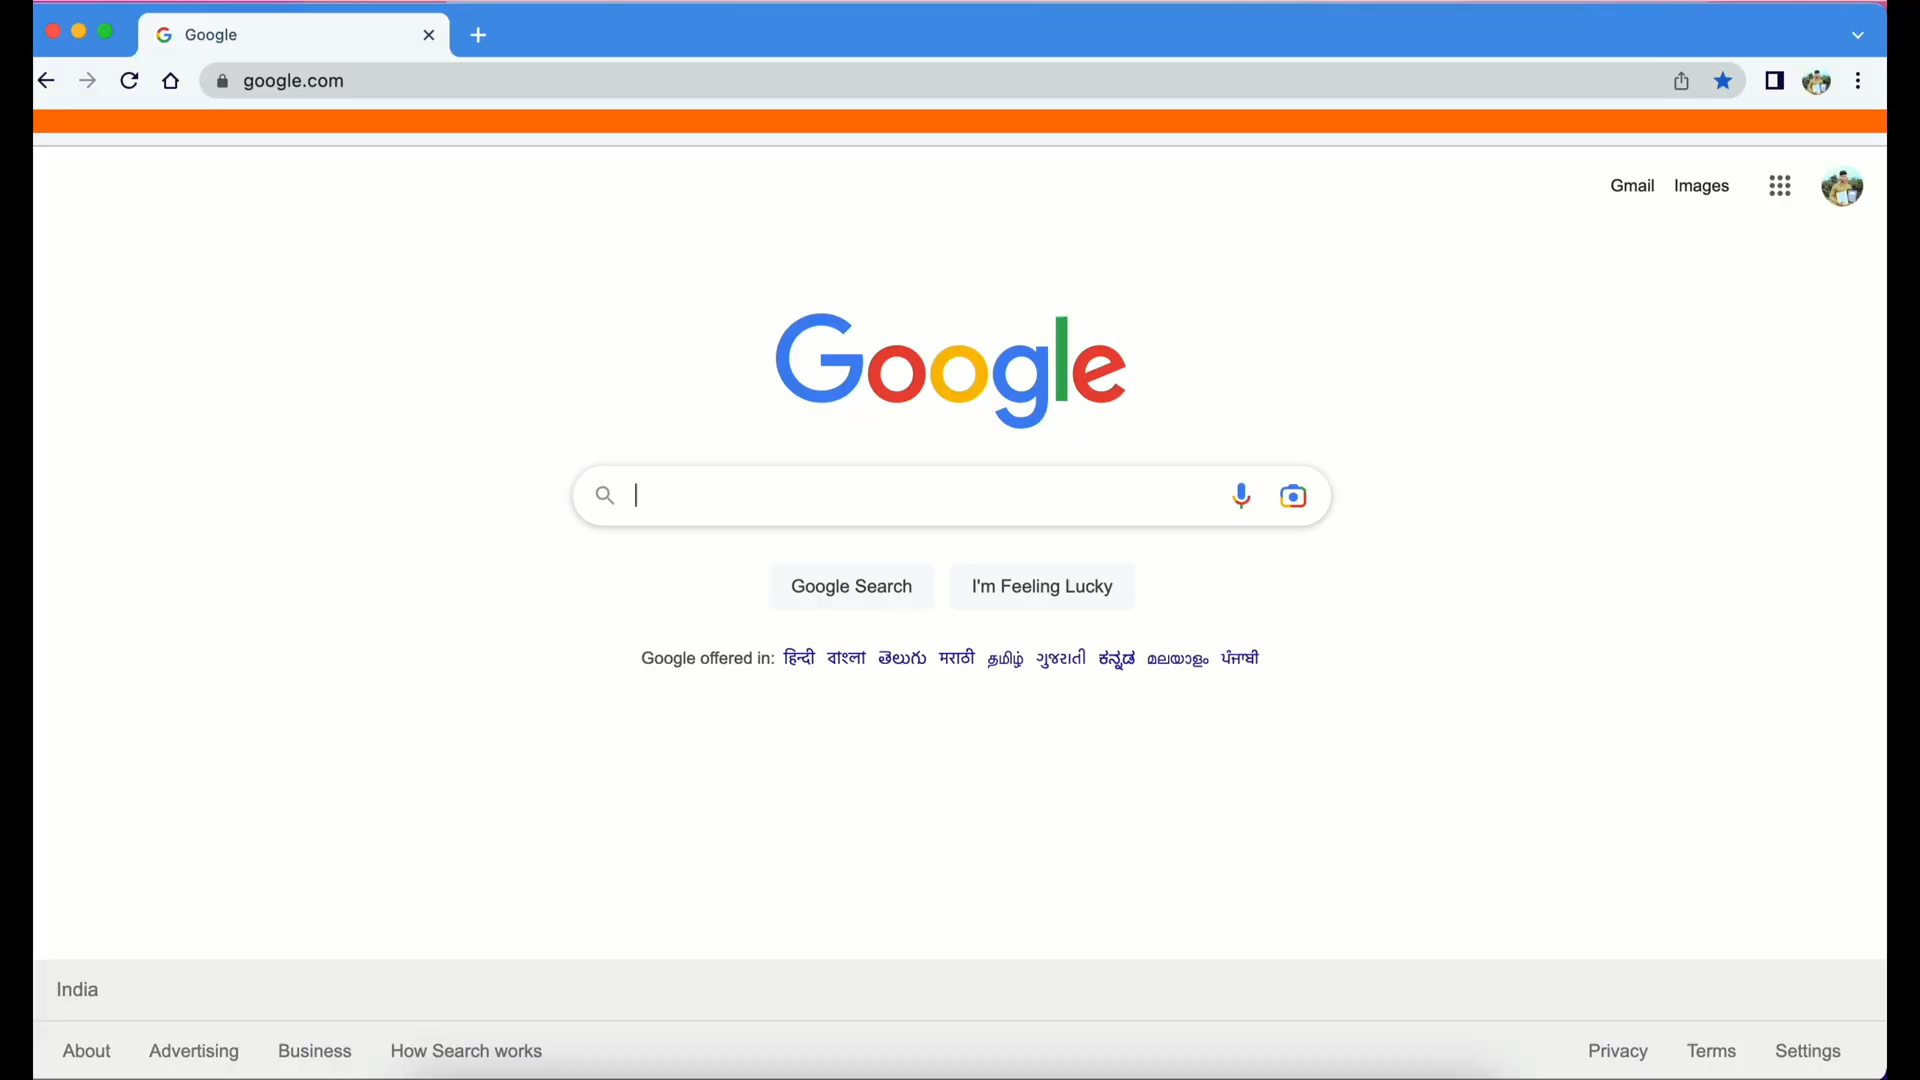 Google
google.com
Gmail Images
Google
Google Search I'm Feeling Lucky
Google offered in: हिन्दी বাংলা తెలుగు मराठी தமிழ் ગુજરાતી ಕನ್ನಡ മലയാളം ਪੰਜਾਬੀ
India
About Advertising Business How Search works Privacy Terms Settings